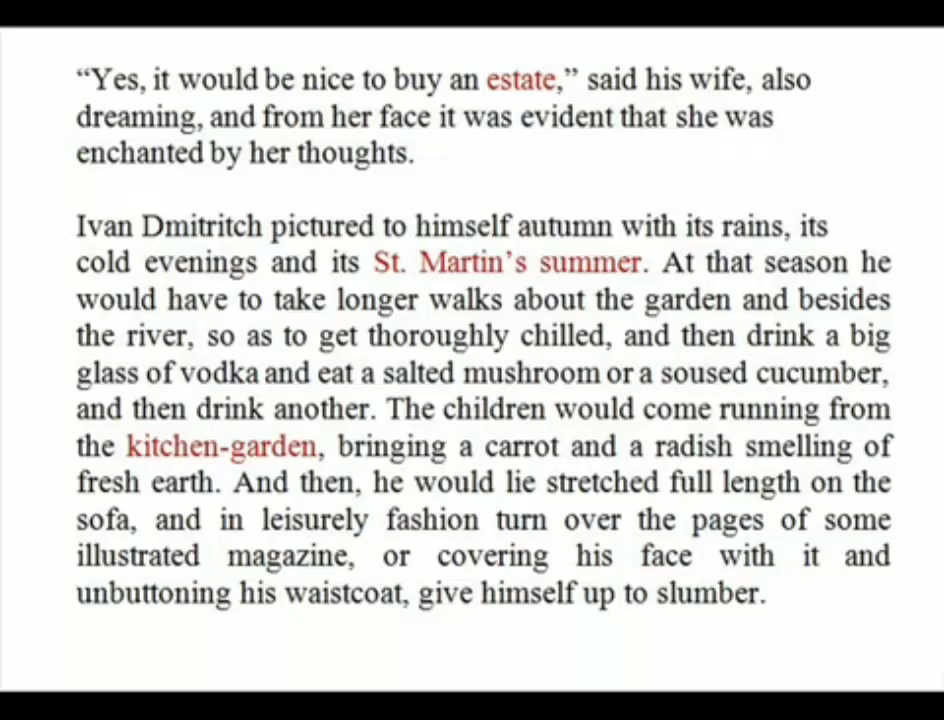 “Yes, it would be nice to buy an estate,” said his wife, also
dreaming, and from her face it was evident that she was
enchanted by her thoughts.
Ivan Dmitritch pictured to himself autumn with its rains, its
cold evenings and its St. Martin’s summer. At that season he
would have to take longer walks about the garden and besides
the river, so as to get thoroughly chilled, and then drink a big
glass of vodka and eat a salted mushroom or a soused cucumber,
and then drink another. The children would come running from
the kitchen-garden, bringing a carrot and a radish smelling of
fresh earth. And then, he would lie stretched full length on the
sofa, and in leisurely fashion turn over the pages of some
illustrated magazine, or covering his face with it and
unbuttoning his waistcoat, give himself up to slumber.